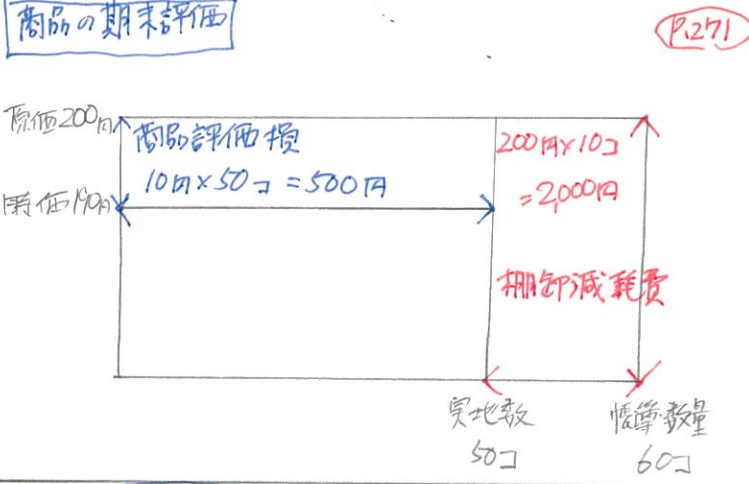 商品の期末評価
P.271
原価200円
商品評価損
10円×50コ=500円
200円×10コ
=2,000円
時価190円
棚卸減耗費
実地数
50コ
帳簿数量
60コ